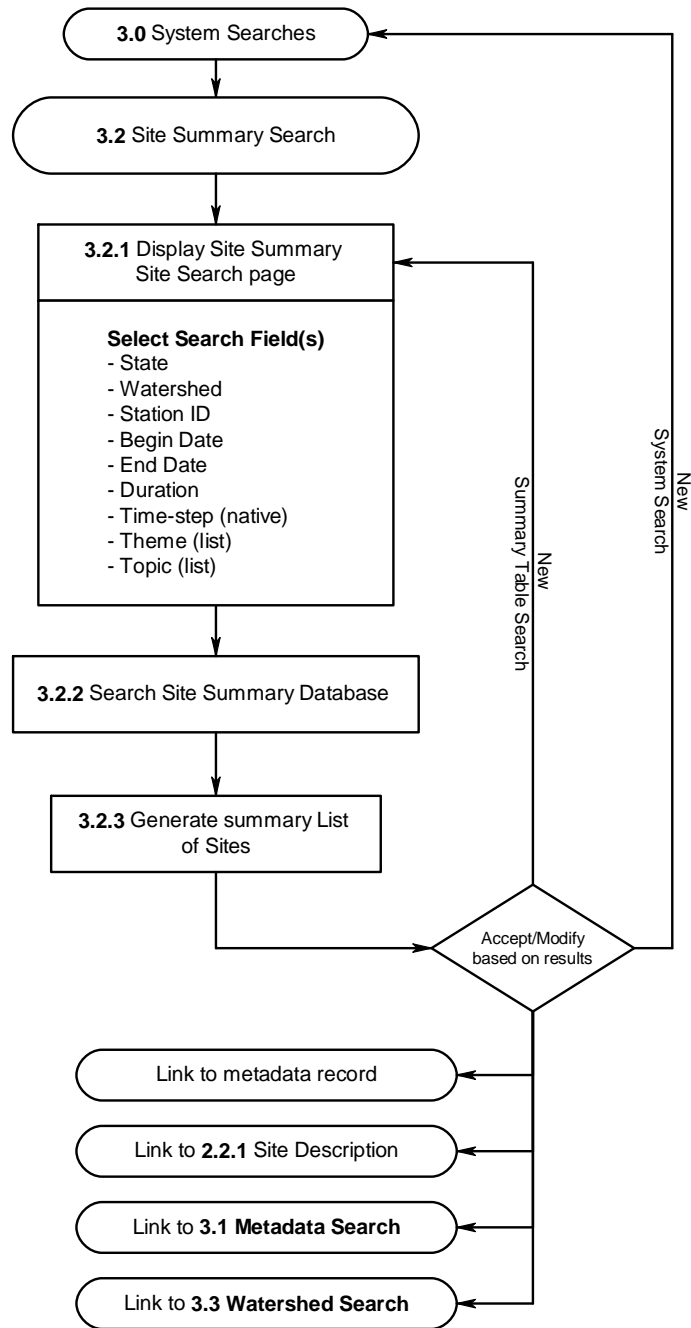 3.0 System Searches
3.2 Site Summary Search
3.2.1 Display Site Summary
Site Search page
Select Search Field(s)
- State
- Watershed
- Station ID
- Begin Date
- End Date
- Duration
- Time-step (native)
- Theme (list)
- Topic (list)
New
Summary Table Search
New
System Search
3.2.2 Search Site Summary Database
3.2.3 Generate summary List
of Sites
Accept/Modify
based on results
Link to metadata record
Link to 2.2.1 Site Description
Link to 3.1 Metadata Search
Link to 3.3 Watershed Search